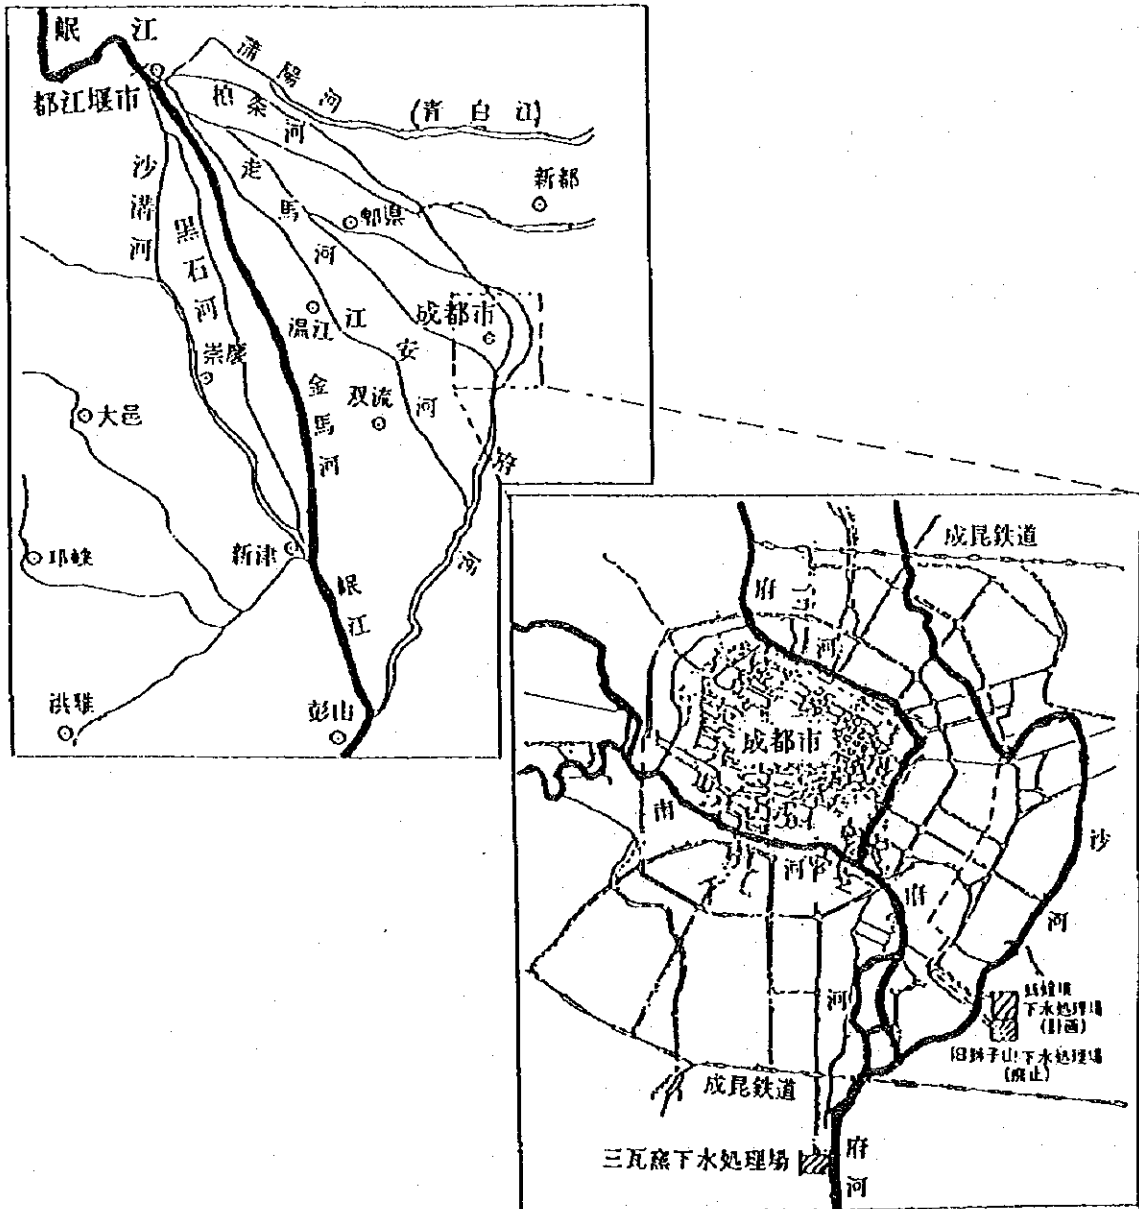 岷江
都江堰市
蒲陽河
(青白江)
柏条河
走馬河
新都
郫県
沙溝河
黒石河
温江
江安河
成都市
崇慶
金馬河
双流
大邑
府河
邛崍
新津
岷江
洪雅
彭山
成昆鉄道
府河
成都市
南河
府河
沙河
下水処理場
(計画)
旧獅子山下水処理場
(廃止)
成昆鉄道
三瓦窯下水処理場
府河